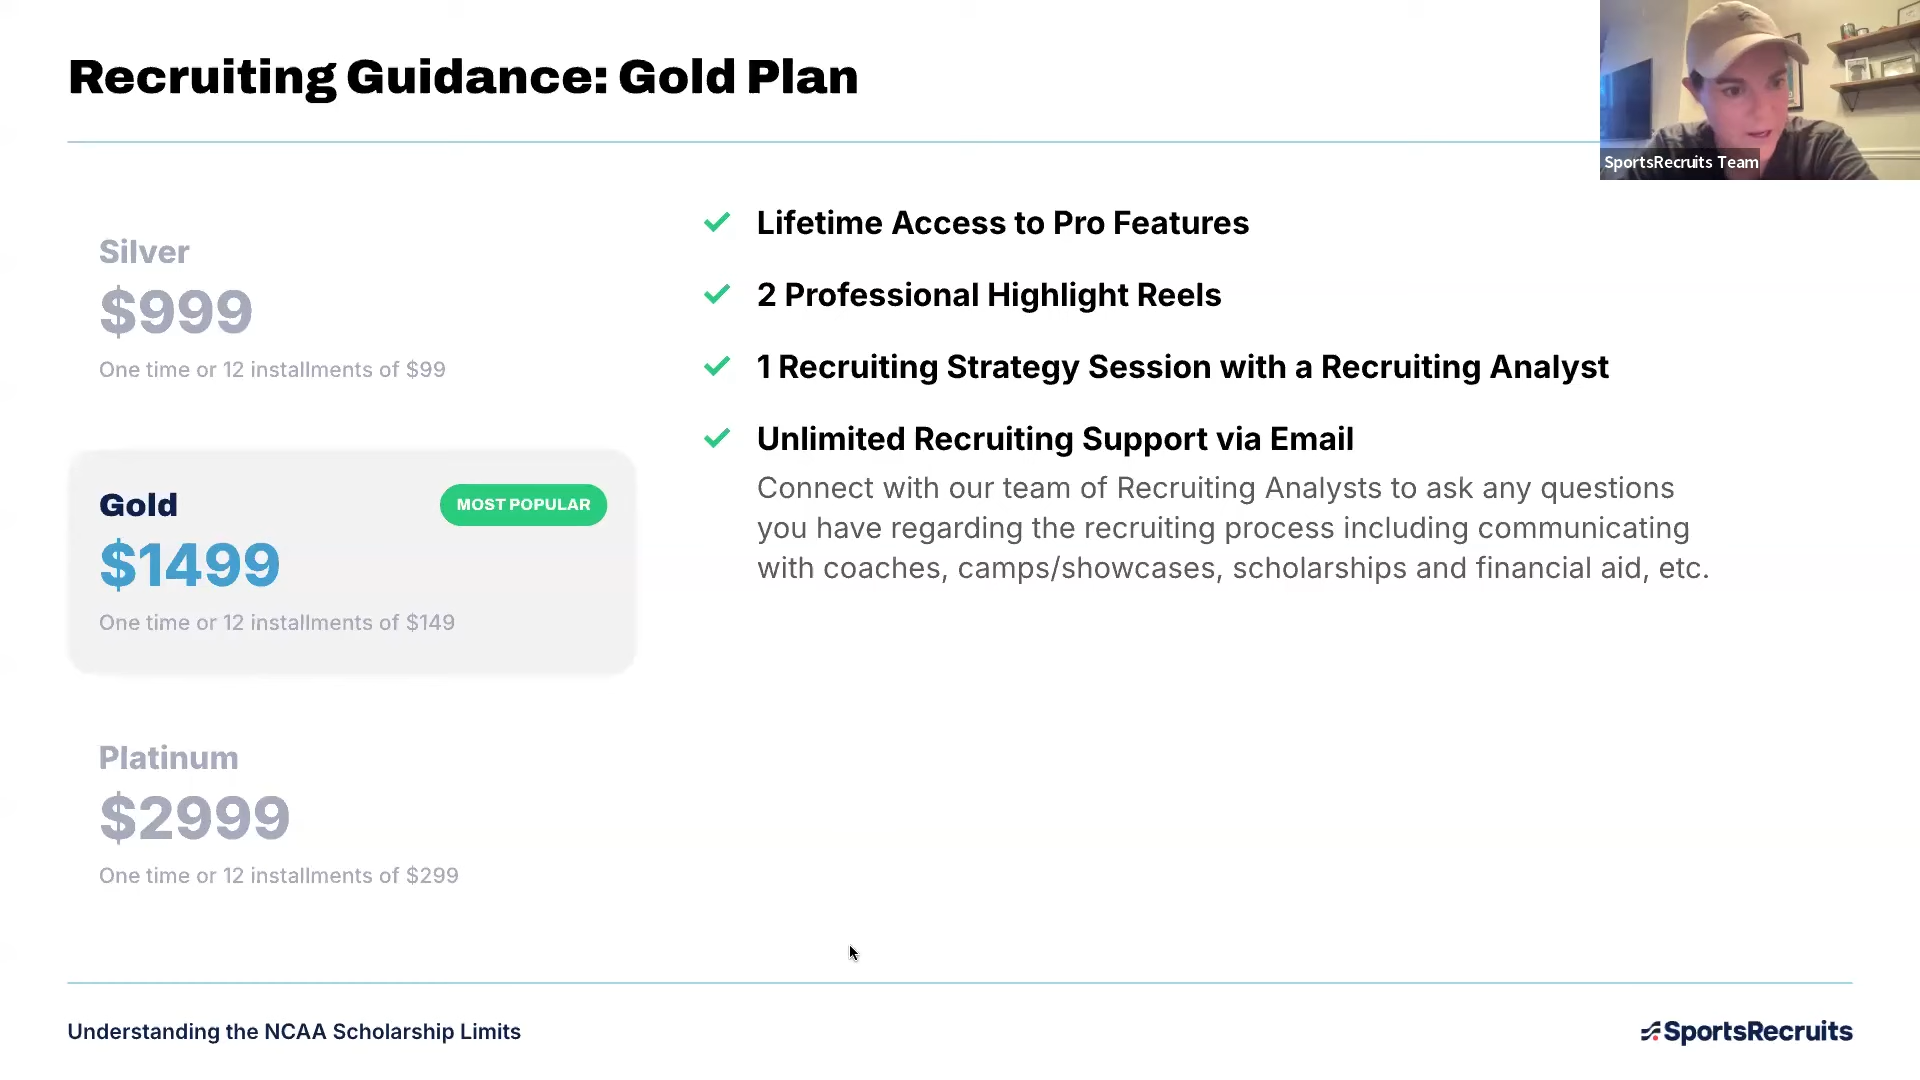 Recruiting Guidance: Gold Plan
SportsRecruits Team
Silver
$999
One time or 12 installments of $99
Gold
MOST POPULAR
$1499
One time or 12 installments of $149
Platinum
$2999
One time or 12 installments of $299
Lifetime Access to Pro Features
2 Professional Highlight Reels
1 Recruiting Strategy Session with a Recruiting Analyst
Unlimited Recruiting Support via Email
Connect with our team of Recruiting Analysts to ask any questions
you have regarding the recruiting process including communicating
with coaches, camps/showcases, scholarships and financial aid, etc.
Understanding the NCAA Scholarship Limits
SportsRecruits